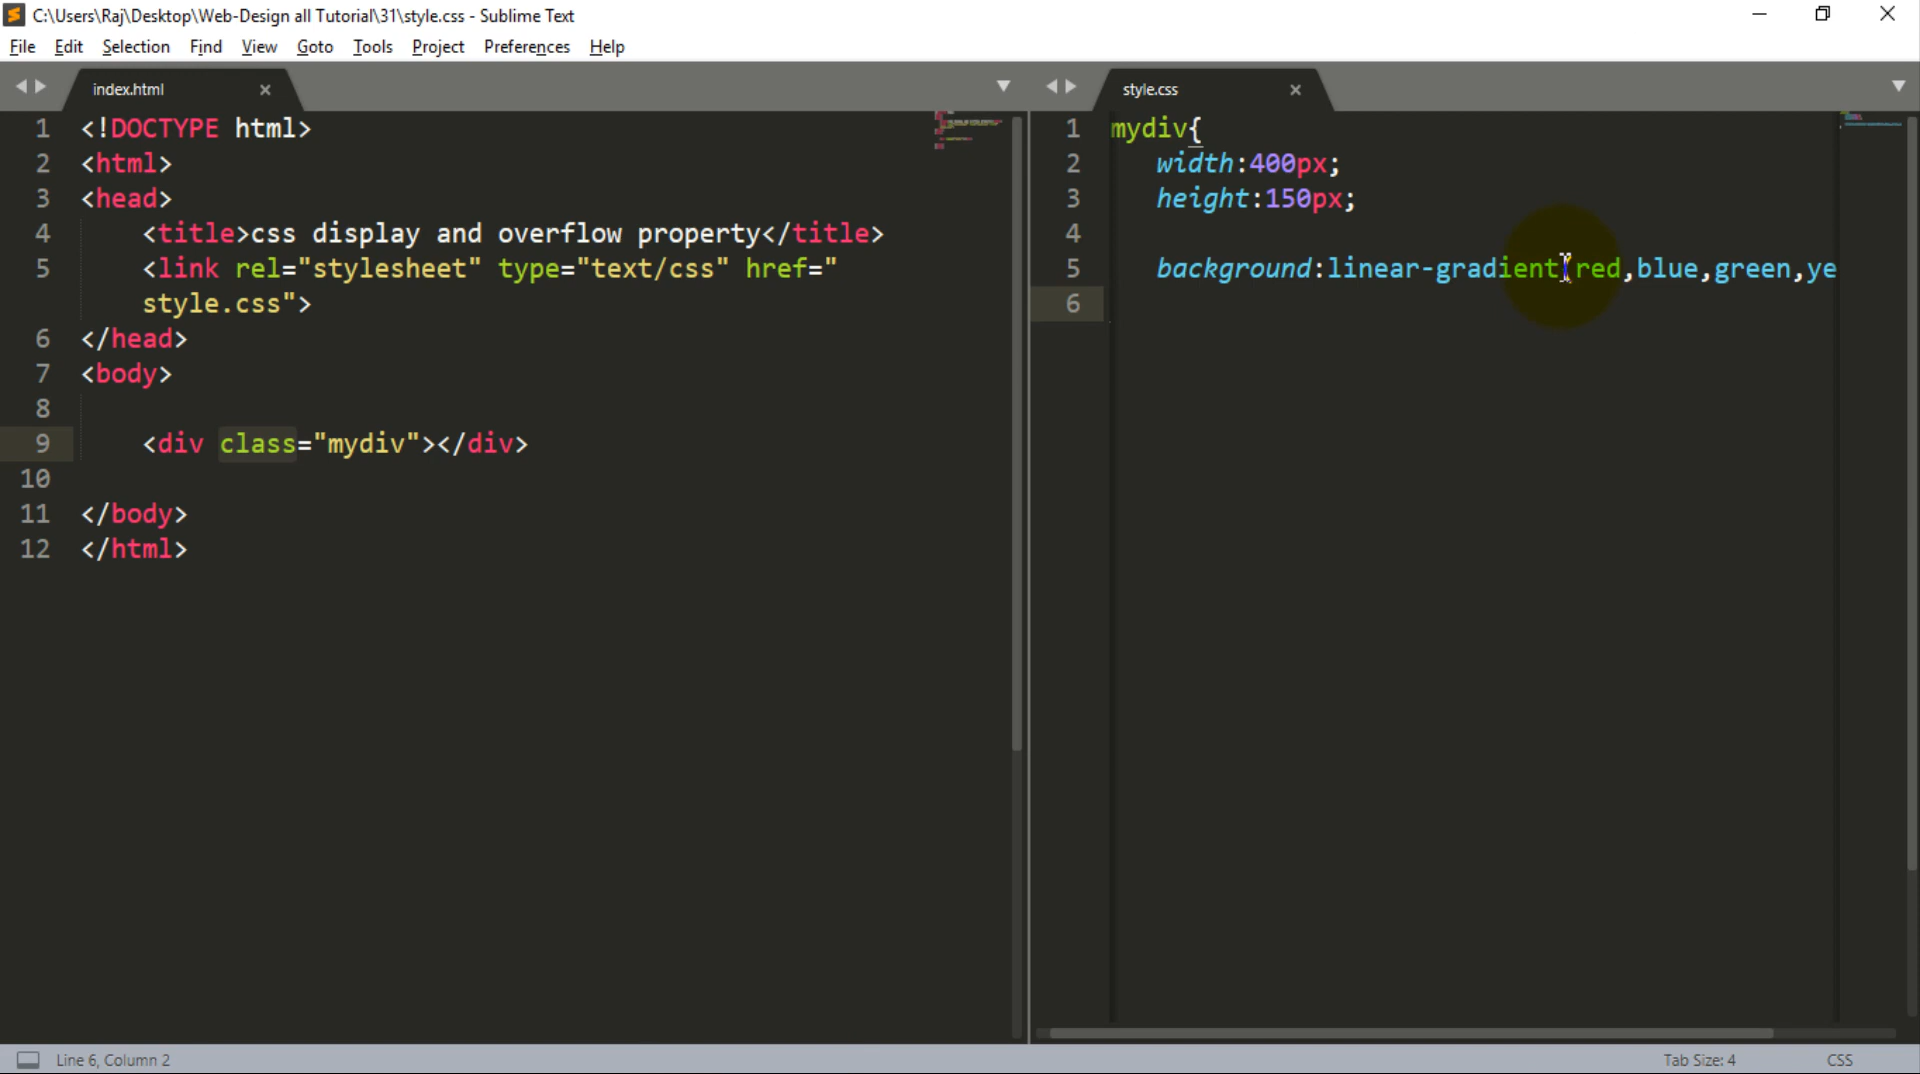 C:\Users\Raj\Desktop\Web-Design all Tutorial\31\style.css - Sublime Text
File Edit Selection Find View Goto Tools Project Preferences Help
index.html
1 <!DOCTYPE html>
2 <html>
3 <head>
4 <title>css display and overflow property</title>
5 <link rel="stylesheet" type="text/css" href="
style.css">
6 </head>
7 <body>
8
9 <div class="mydiv"></div>
10
11 </body>
12 </html>
style.css
1 mydiv{
2 width:400px;
3 height:150px;
4
5 background:linear-gradient(red,blue,green,ye
6
Line 6, Column 2
Tab Size: 4
CSS